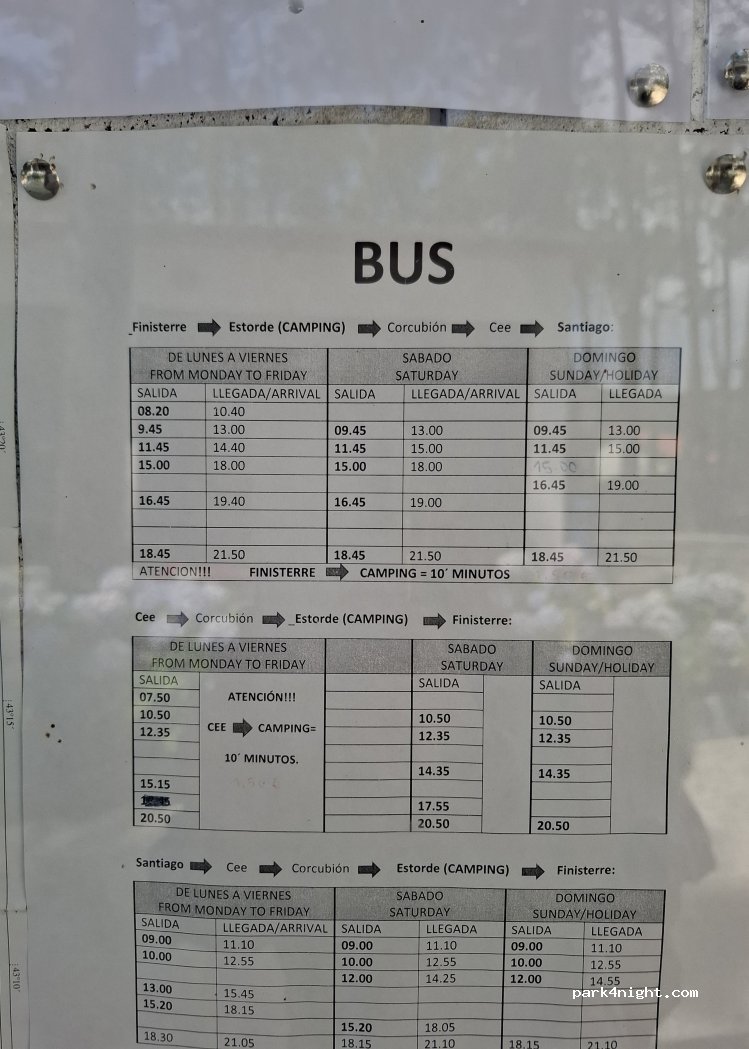 BUS
Finisterre Estorde (CAMPING) Corcubión Cee Santiago:
DE LUNES A VIERNES SABADO DOMINGO
FROM MONDAY TO FRIDAY SATURDAY SUNDAY/HOLIDAY
SALIDA LLEGADA/ARRIVAL SALIDA LLEGADA SALIDA LLEGADA
08.20 10.40
9.45 13.00 09.45 13.00 09.45 13.00
11.45 14.40 11.45 15.00 11.45 15.00
15.00 18.00 15.00 18.00 15.00
16.45 19.00
16.45 19.40 16.45 19.00
18.45 21.50 18.45 21.50 18.45 21.50
ATENCION!!! FINISTERRE CAMPING = 10´ MINUTOS
Cee Corcubión _Estorde (CAMPING) Finisterre:
DE LUNES A VIERNES SABADO DOMINGO
FROM MONDAY TO FRIDAY SATURDAY SUNDAY/HOLIDAY
SALIDA SALIDA SALIDA
07.50 ATENCIÓN!!!
10.50 10.50 10.50
12.35 CEE CAMPING= 12.35 12.35
10´ MINUTOS. 14.35 14.35
15.15
17.55
20.50 20.50 20.50
Santiago Cee Corcubión Estorde (CAMPING) Finisterre:
DE LUNES A VIERNES SABADO DOMINGO
FROM MONDAY TO FRIDAY SATURDAY SUNDAY/HOLIDAY
SALIDA LLEGADA/ARRIVAL SALIDA LLEGADA SALIDA LLEGADA
09.00 11.10 09.00 11.10 09.00 11.10
10.00 12.55 10.00 12.55 10.00 12.55
12.00 14.25 12.00 14.55
park4night.com
13.00 15.45
15.20 18.15
15.20 18.05
18.30 21.05 18.15 21.10 18.15 21.10
43°15'
43°10'